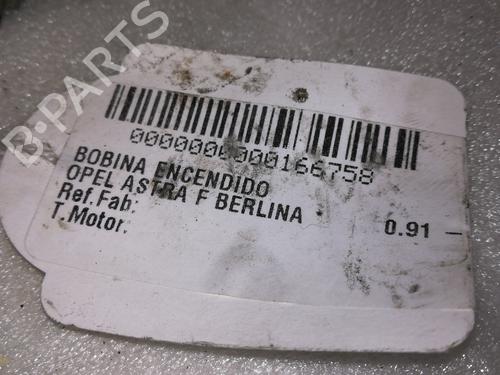 B-PARTS
0000000000166758
BOBINA ENCENDIDO
OPEL ASTRA F BERLINA
0.91 —
Ref.Fab:
T.Motor: